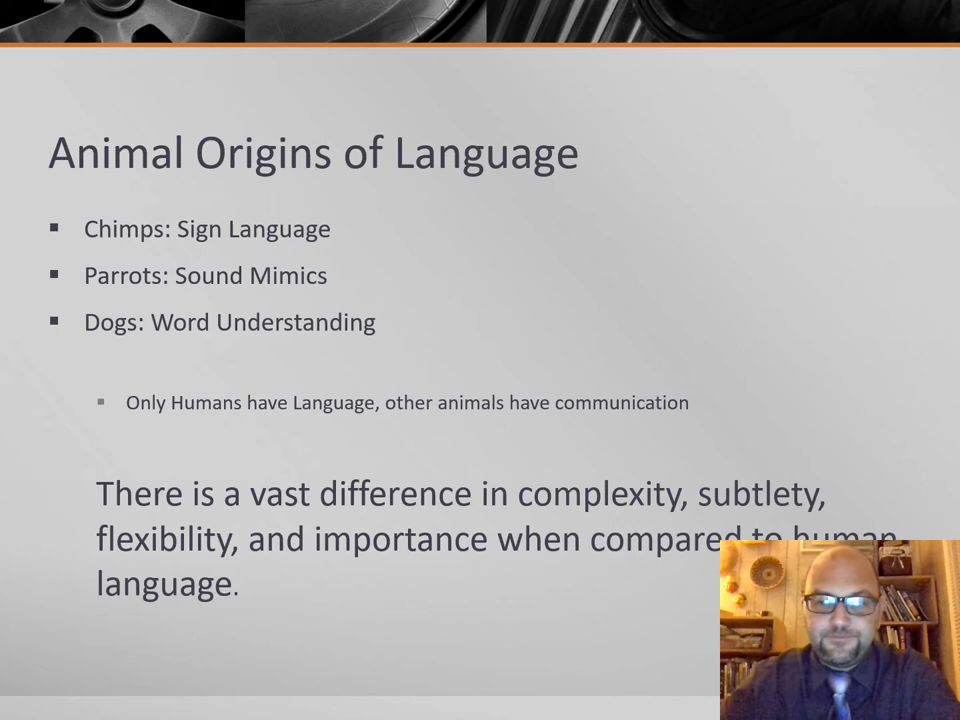 Animal Origins of Language
▪ Chimps: Sign Language
▪ Parrots: Sound Mimics
▪ Dogs: Word Understanding
▪ Only Humans have Language, other animals have communication
There is a vast difference in complexity, subtlety,
flexibility, and importance when compared to human
language.